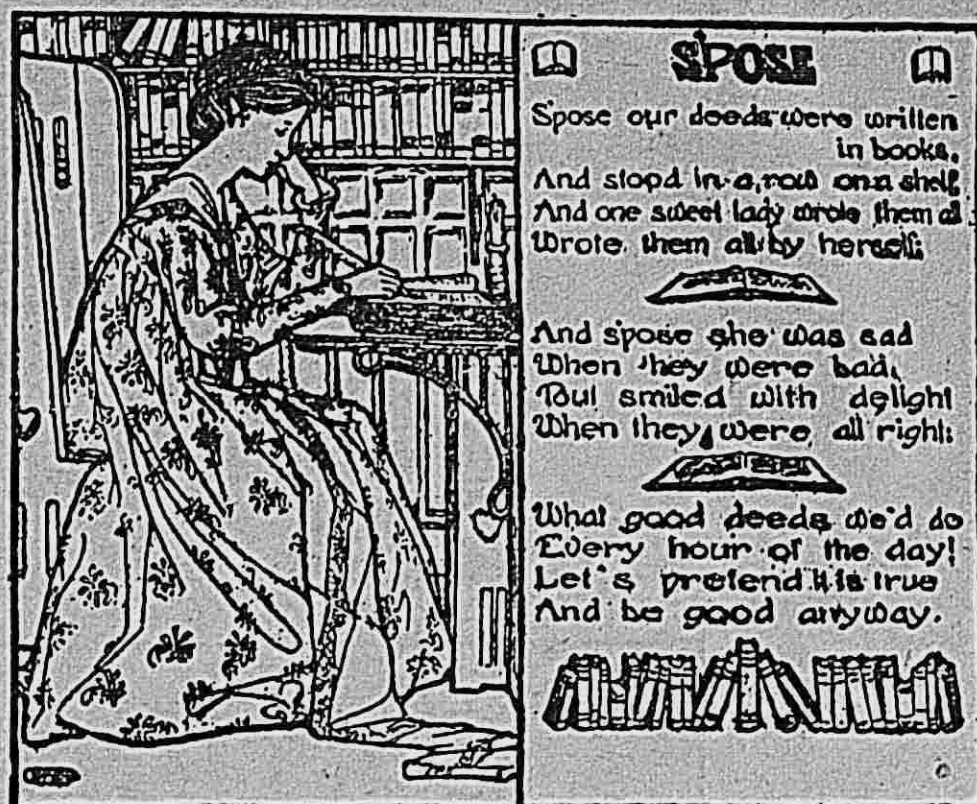 SPOSE
Spose our deeds were written
in books,
And stood in a row on a shelf
And one sweet lady wrote them all
Wrote them all by herself;
And spose she was sad
When they were bad,
But smiled with delight
When they were all right;
What good deeds we'd do
Every hour of the day!
Let's pretend it is true
And be good anyway.